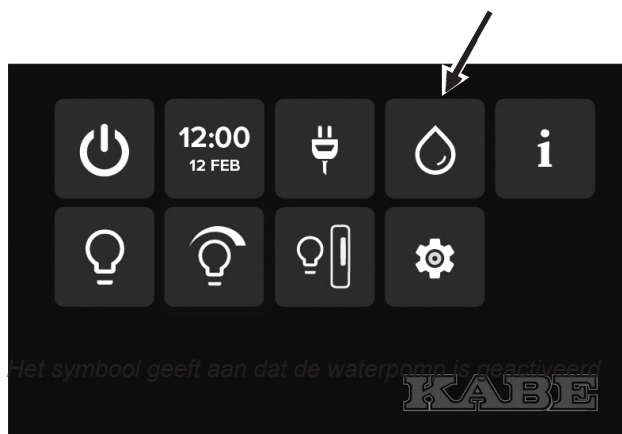 12:00
12 FEB
i
Het symbool geeft aan dat de waterpomp is geactiveerd
KABE